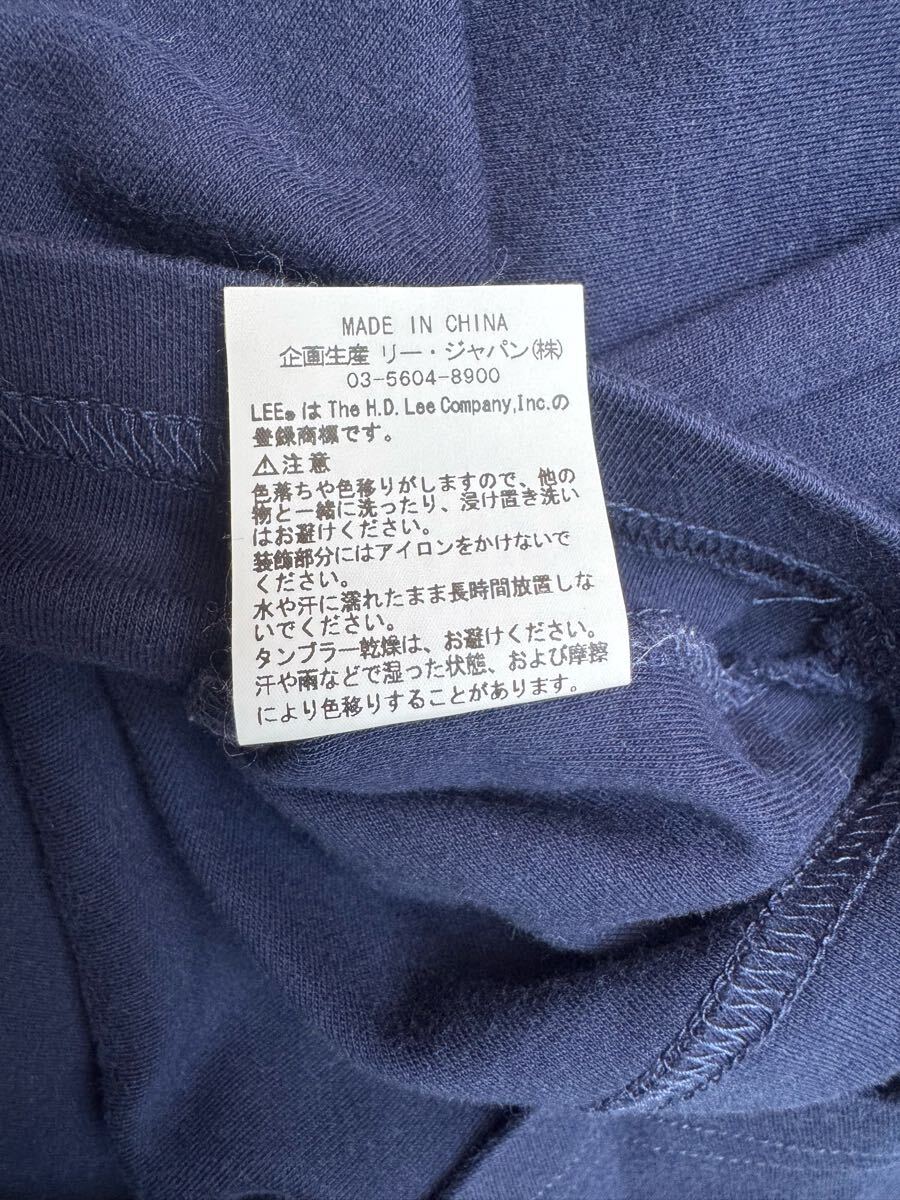 MADE IN CHINA
企画生産 リー・ジャパン(株)
03-5604-8900
LEE®は The H.D. Lee Company,Inc.の
登録商標です。
⚠注意
色落ちや色移りがしますので、他の
物と一緒に洗ったり、浸け置き洗い
はお避けください。
装飾部分にはアイロンをかけないで
ください。
水や汗に濡れたまま長時間放置しな
いでください。
タンブラー乾燥は、お避けください。
汗や雨などで湿った状態、および摩擦
により色移りすることがあります。